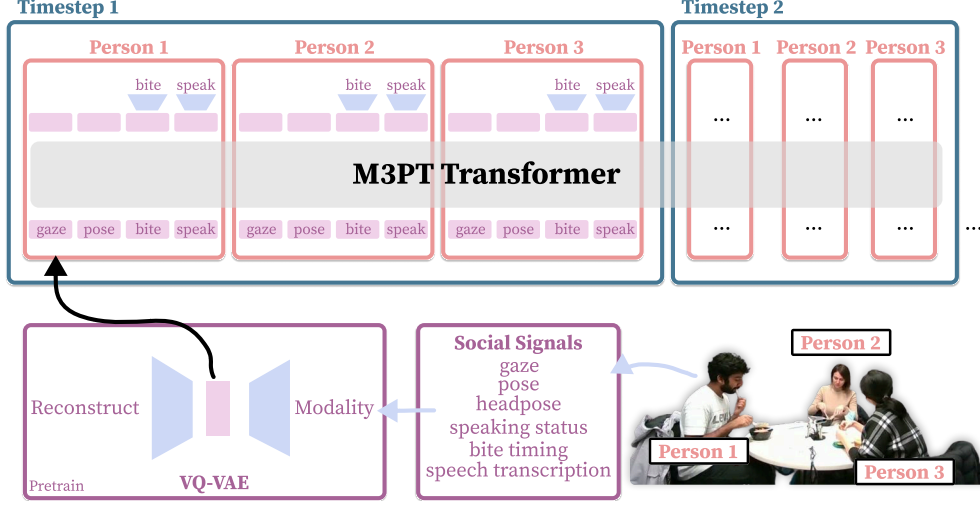 Timestep 1
Timestep 2
Person 1
Person 2
Person 3
Person 1
Person 2
Person 3
bite speak
bite speak
bite speak
... ... ...
M3PT Transformer
gaze pose bite speak
gaze pose bite speak
gaze pose bite speak
... ... ... ...
Reconstruct
Modality
VQ-VAE
Pretrain
Social Signals
gaze
pose
headpose
speaking status
bite timing
speech transcription
Person 2
Person 1
Person 3